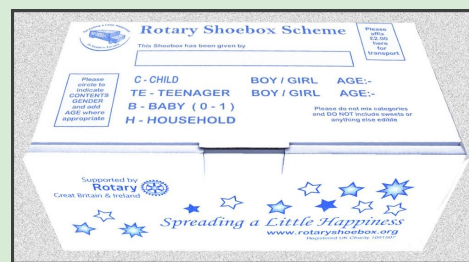 Rotary Shoebox Scheme
Please
affix
£2.00
here
for
transport
This Shoebox has been given by
Please
circle to
indicate
CONTENTS
GENDER
and add
AGE where
appropriate
C - CHILD BOY / GIRL AGE:-
TE - TEENAGER BOY / GIRL AGE:-
B - BABY ( 0 - 1 )
H - HOUSEHOLD
Please do not mix categories
and DO NOT include sweets or
anything else edible
Supported by
Rotary
Great Britain & Ireland
Spreading a Little Happiness
www.rotaryshoebox.org
Registered UK Charity